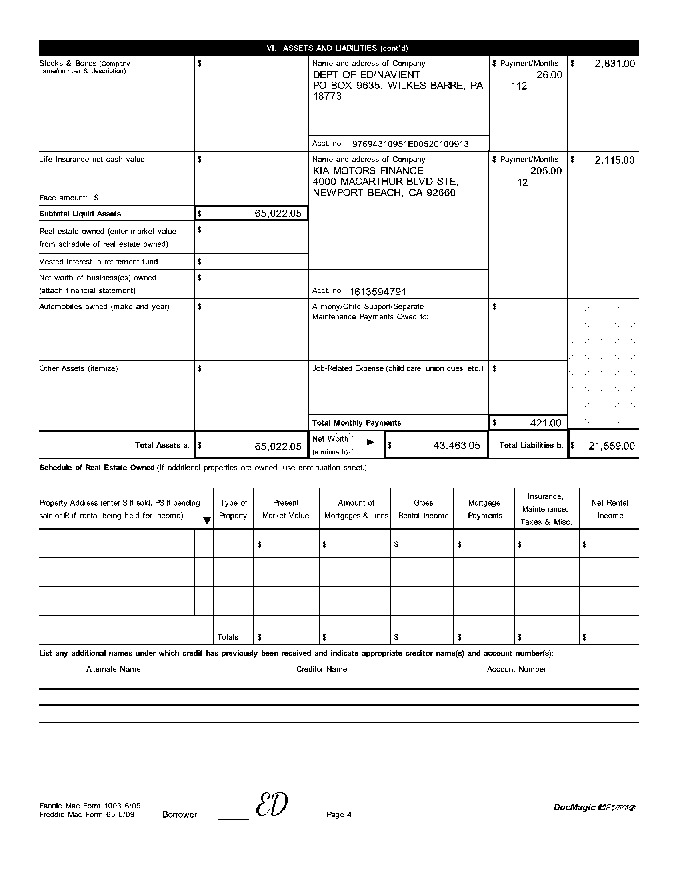 VI. ASSETS AND LIABILITIES (cont'd)
Stocks & Bonds (Company name/number & description)
$
Name and address of Company
DEPT OF ED/NAVIENT
PO BOX 9635, WILKES BARRE, PA
18773
$ Payment/Months
26.00
112
$ 2,831.00
Acct. no. 97694310951E00520100913
Life Insurance net cash value
$
Face amount: $
Name and address of Company
KIA MOTORS FINANCE
4000 MACARTHUR BLVD STE,
NEWPORT BEACH, CA 92660
$ Payment/Months
205.00
12
$ 2,115.00
Subtotal Liquid Assets $ 65,022.05
Real estate owned (enter market value
from schedule of real estate owned)
$
Vested interest in retirement fund $
Net worth of business(es) owned
(attach financial statement)
$
Acct. no. 1613594791
Automobiles owned (make and year) $
Alimony/Child Support/Separate
Maintenance Payments Owed to:
$
Other Assets (itemize) $
Job-Related Expense (child care, union dues, etc.) $
Total Monthly Payments $ 421.00
Total Assets a. $ 65,022.05
Net Worth
(a minus b)
$ 43,463.05
Total Liabilities b. $ 21,559.00
Schedule of Real Estate Owned (If additional properties are owned, use continuation sheet.)
Property Address (enter S if sold, PS if pending
sale or R if rental being held for income)
Type of
Property
Present
Market Value
Amount of
Mortgages & Liens
Gross
Rental Income
Mortgage
Payments
Insurance,
Maintenance,
Taxes & Misc.
Net Rental
Income
$ $ $ $ $ $
Totals $ $ $ $ $ $
List any additional names under which credit has previously been received and indicate appropriate creditor name(s) and account number(s):
Alternate Name Creditor Name Account Number
Fannie Mae Form 1003 6/05
Freddie Mac Form 65 6/09
Borrower ED
Page 4
DocMagic